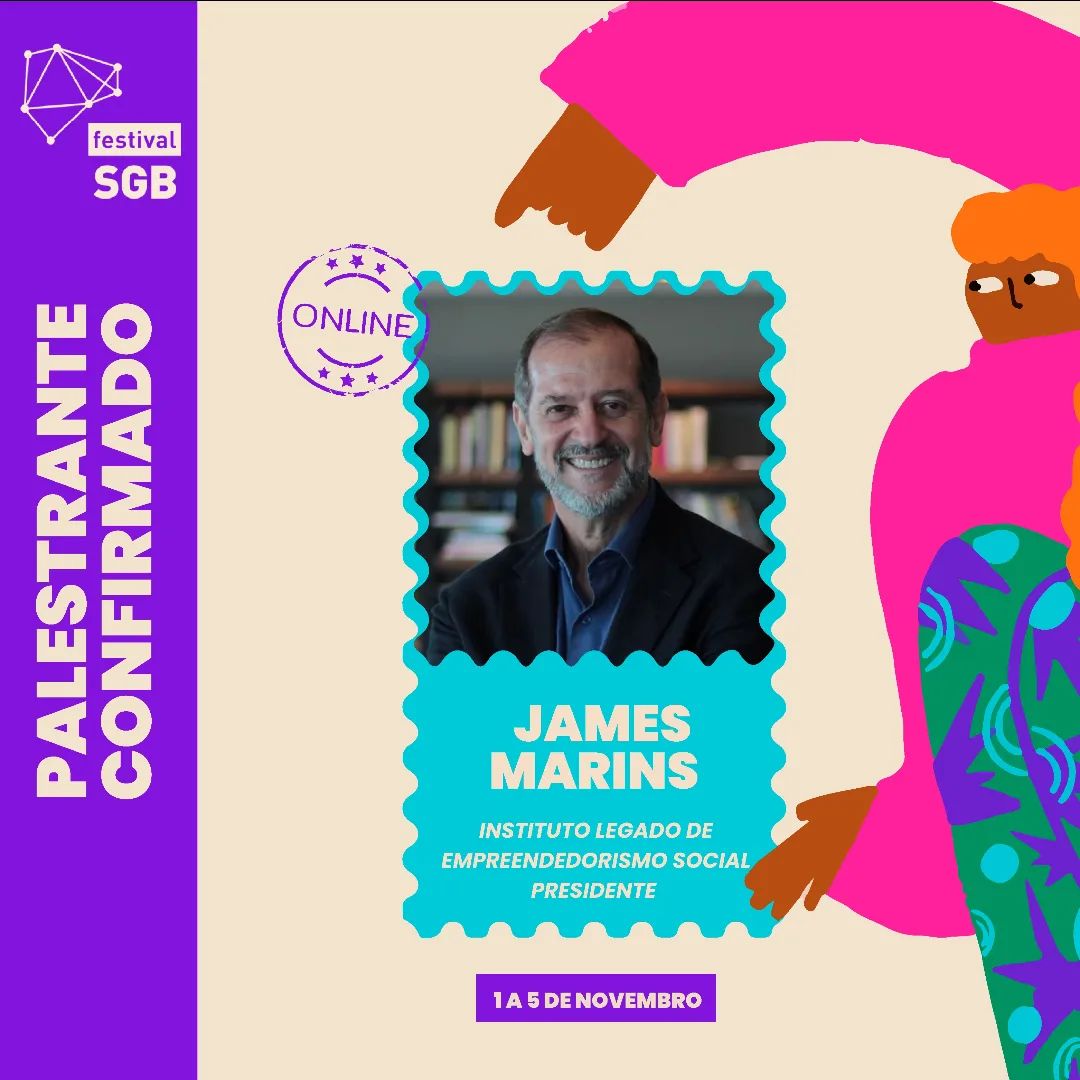 festival
SGB
PALESTRANTE
CONFIRMADO
ONLINE
JAMES
MARINS
INSTITUTO LEGADO DE
EMPREENDEDORISMO SOCIAL
PRESIDENTE
1 A 5 DE NOVEMBRO